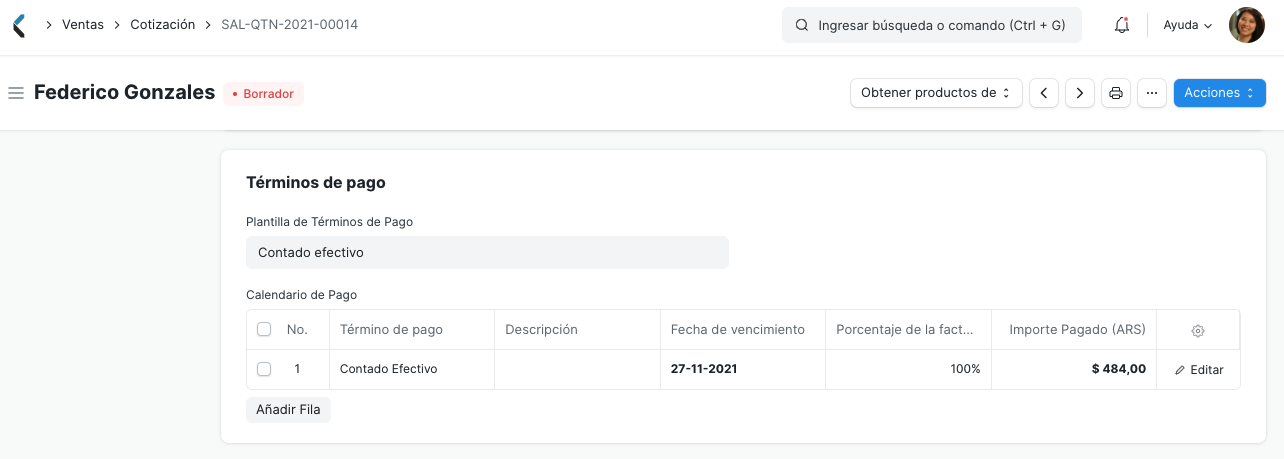 Ventas Cotización SAL-QTN-2021-00014 Ingresar búsqueda o comando (Ctrl + G) Ayuda
Federico Gonzales • Borrador Obtener productos de ... Acciones
Términos de pago
Plantilla de Términos de Pago
Contado efectivo
Calendario de Pago
No. Término de pago Descripción Fecha de vencimiento Porcentaje de la fact... Importe Pagado (ARS)
1 Contado Efectivo 27-11-2021 100% $ 484,00 Editar
Añadir Fila